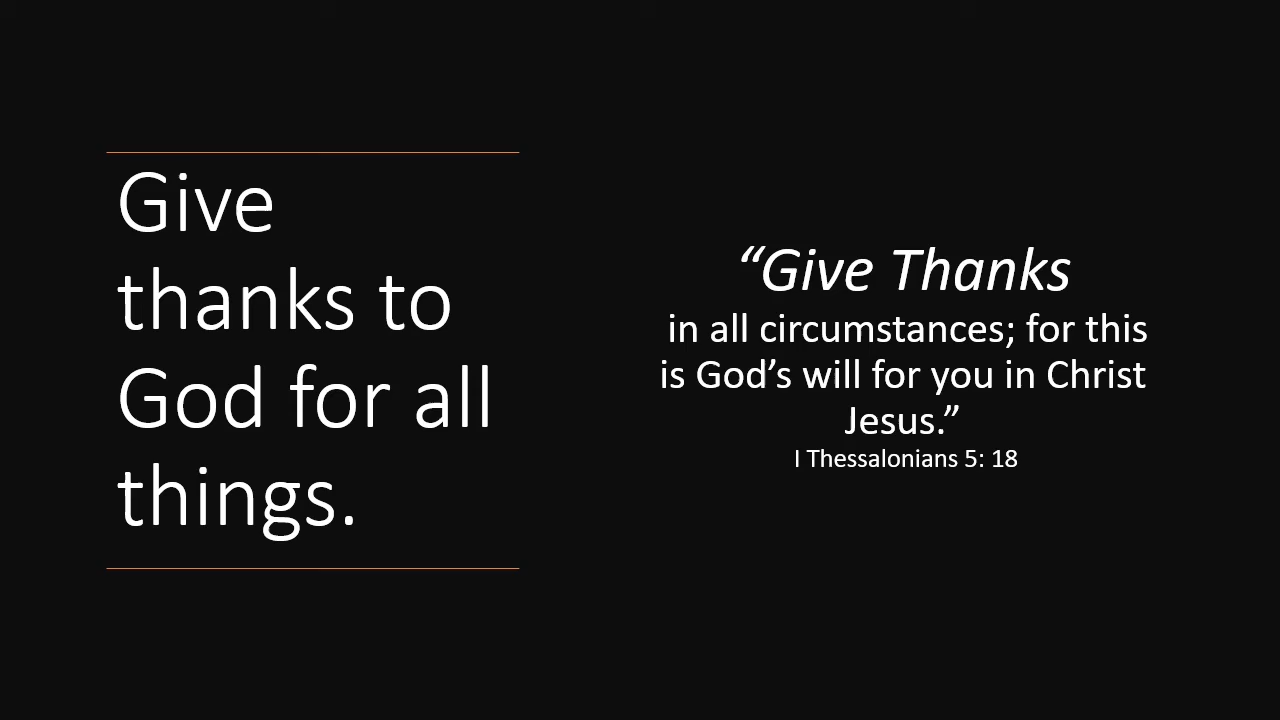 Give
thanks to
God for all
things.
“Give Thanks
in all circumstances; for this
is God’s will for you in Christ
Jesus.”
I Thessalonians 5: 18